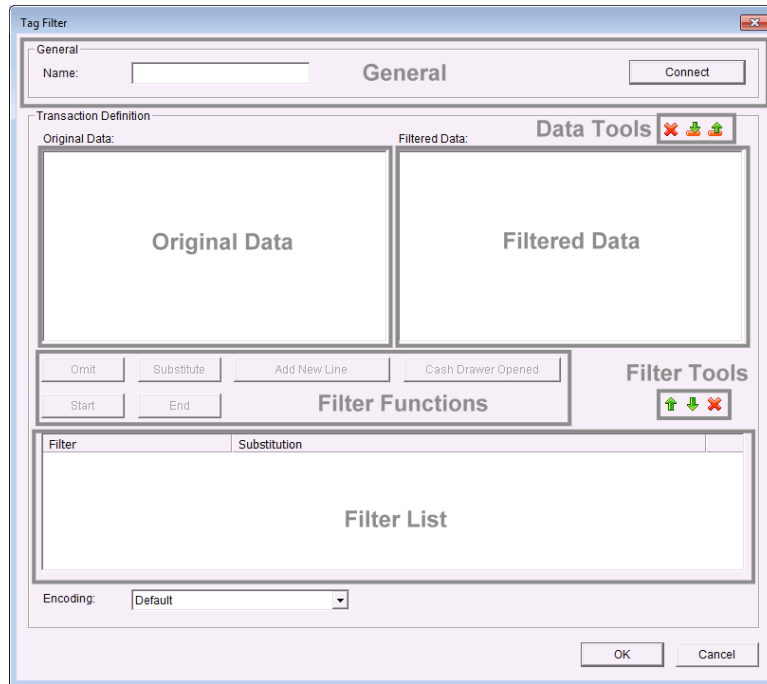 Tag Filter
General
Name: General Connect
Transaction Definition
Original Data: Filtered Data: Data Tools
Original Data Filtered Data
Omit Substitute Add New Line Cash Drawer Opened Filter Tools
Start End Filter Functions
Filter Substitution
Filter List
Encoding: Default
OK Cancel